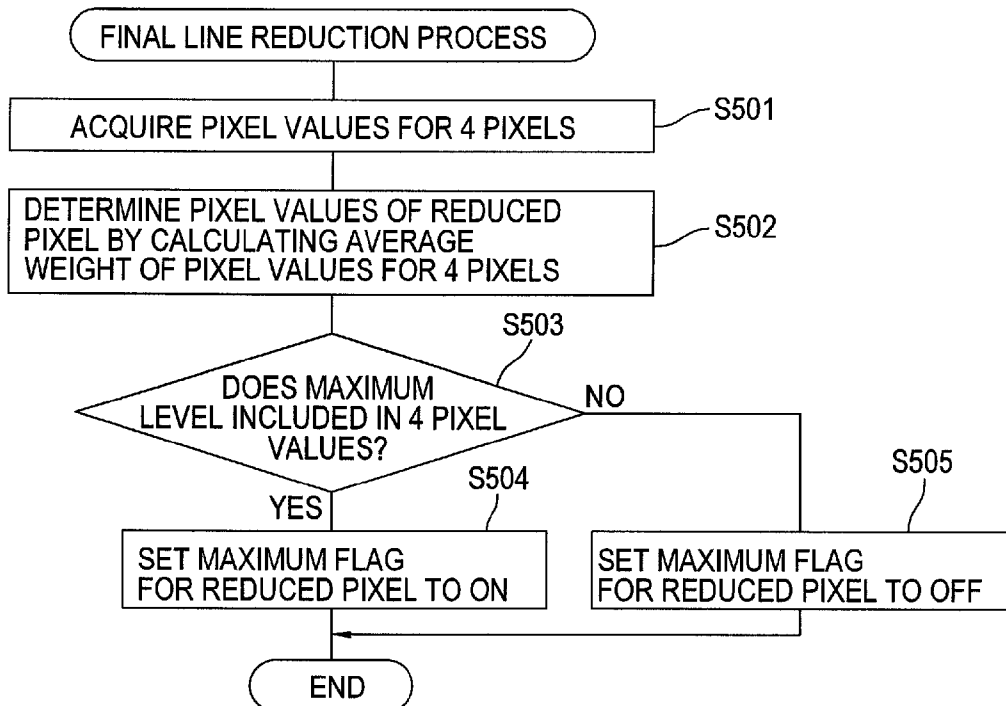 FINAL LINE REDUCTION PROCESS
ACQUIRE PIXEL VALUES FOR 4 PIXELS
S501
DETERMINE PIXEL VALUES OF REDUCED
PIXEL BY CALCULATING AVERAGE
WEIGHT OF PIXEL VALUES FOR 4 PIXELS
S502
S503
DOES MAXIMUM
LEVEL INCLUDED IN 4 PIXEL
VALUES?
NO
YES
S504
S505
SET MAXIMUM FLAG
FOR REDUCED PIXEL TO ON
SET MAXIMUM FLAG
FOR REDUCED PIXEL TO OFF
END